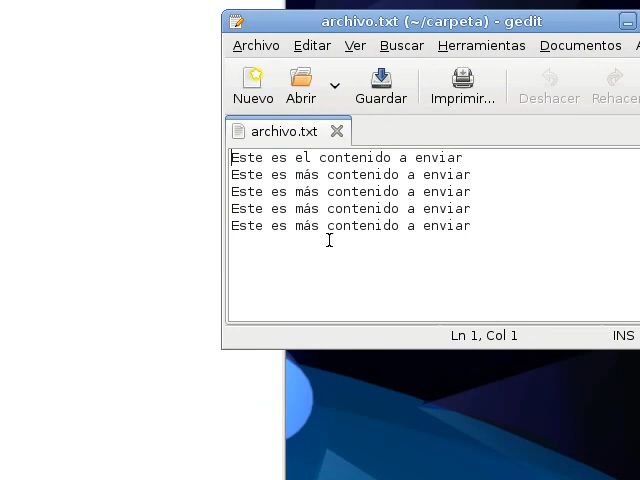 archivo.txt (~/carpeta) - gedit
Archivo Editar Ver Buscar Herramientas Documentos
Nuevo Abrir Guardar Imprimir... Deshacer Rehacer
archivo.txt
Este es el contenido a enviar
Este es más contenido a enviar
Este es más contenido a enviar
Este es más contenido a enviar
Este es más contenido a enviar
Ln 1, Col 1 INS